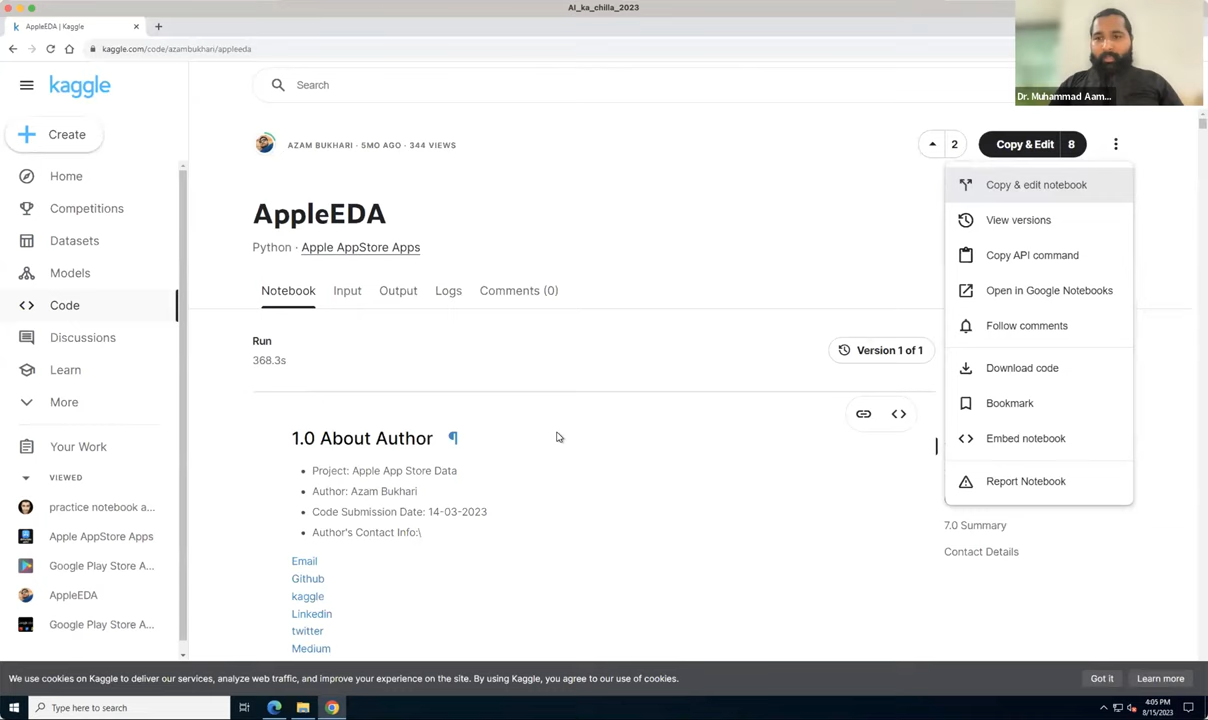 AI_ka_chilla_2023
AppleEDA | Kaggle
kaggle.com/code/azambukhari/appleeda
Dr. Muhammad Aam...
kaggle
Search
Create
AZAM BUKHARI · 5MO AGO · 344 VIEWS
2
Copy & Edit 8
Home
Competitions
Datasets
Models
Code
Discussions
Learn
More
Your Work
VIEWED
practice notebook a...
Apple AppStore Apps
Google Play Store A...
AppleEDA
Google Play Store A...
AppleEDA
Python · Apple AppStore Apps
Notebook Input Output Logs Comments (0)
Run
368.3s
Version 1 of 1
1.0 About Author ¶
Project: Apple App Store Data
Author: Azam Bukhari
Code Submission Date: 14-03-2023
Author's Contact Info:\
Email
Github
kaggle
Linkedin
twitter
Medium
Copy & edit notebook
View versions
Copy API command
Open in Google Notebooks
Follow comments
Download code
Bookmark
Embed notebook
Report Notebook
7.0 Summary
Contact Details
We use cookies on Kaggle to deliver our services, analyze web traffic, and improve your experience on the site. By using Kaggle, you agree to our use of cookies.
Got it
Learn more
Type here to search
4:05 PM
8/15/2023